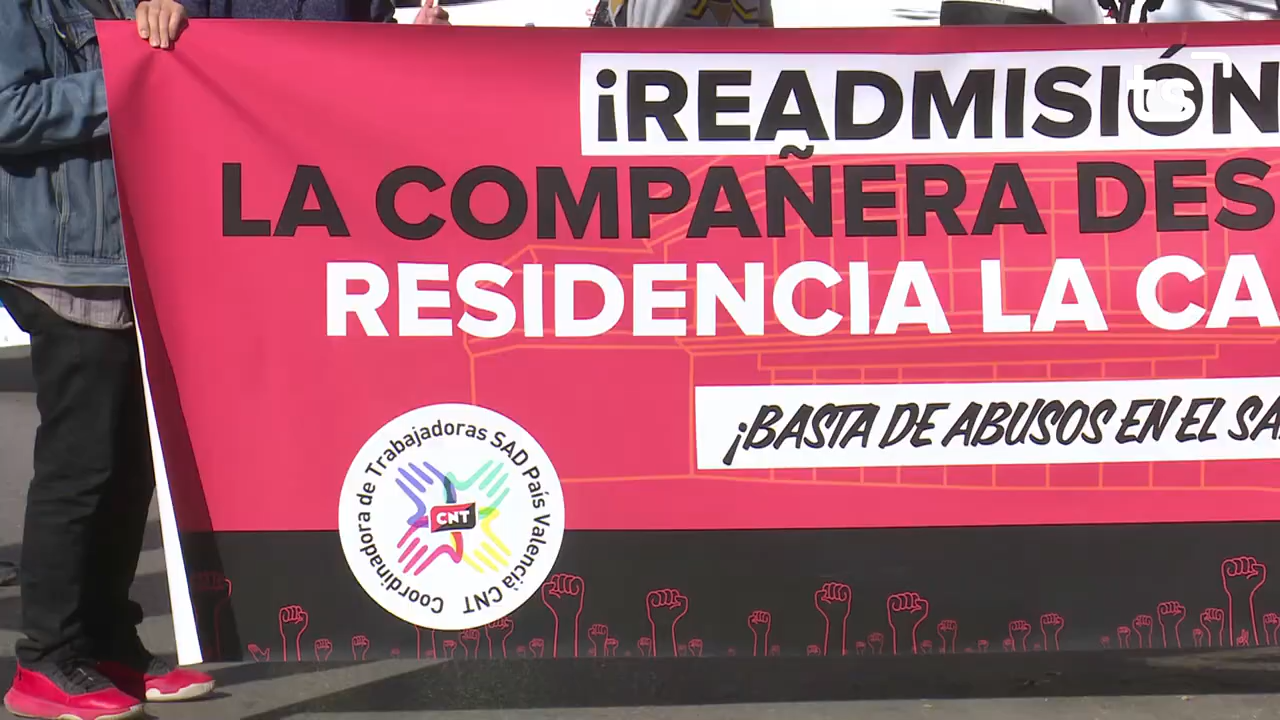 ¡READMISIÓN
LA COMPAÑERA DES
RESIDENCIA LA CA
¡BASTA DE ABUSOS EN EL SA
Coordinadora de Trabajadoras SAD País Valencià CNT
CNT
ts